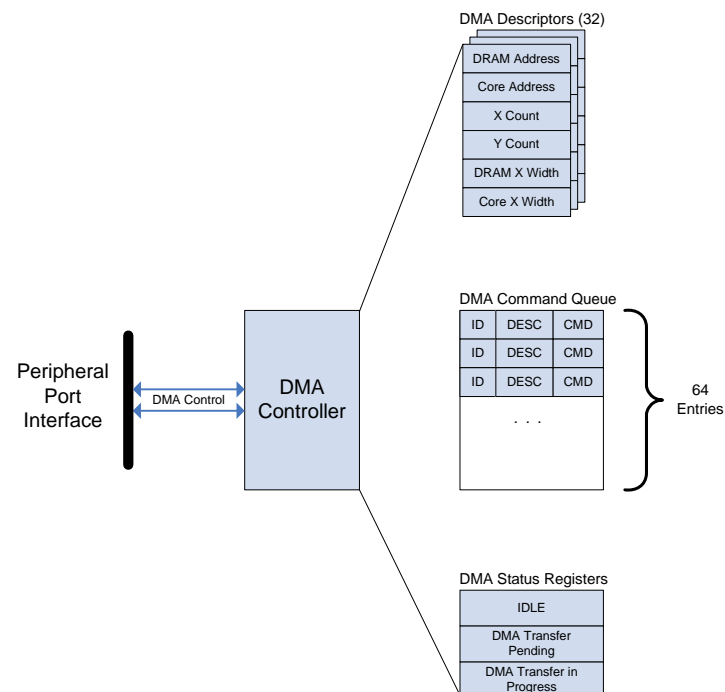 DMA Descriptors (32)
DRAM Address
Core Address
X Count
Y Count
DRAM X Width
Core X Width
DMA Command Queue
ID DESC CMD
ID DESC CMD
ID DESC CMD
. . .
64
Entries
Peripheral
Port
Interface
DMA Control
DMA
Controller
DMA Status Registers
IDLE
DMA Transfer
Pending
DMA Transfer in
Progress